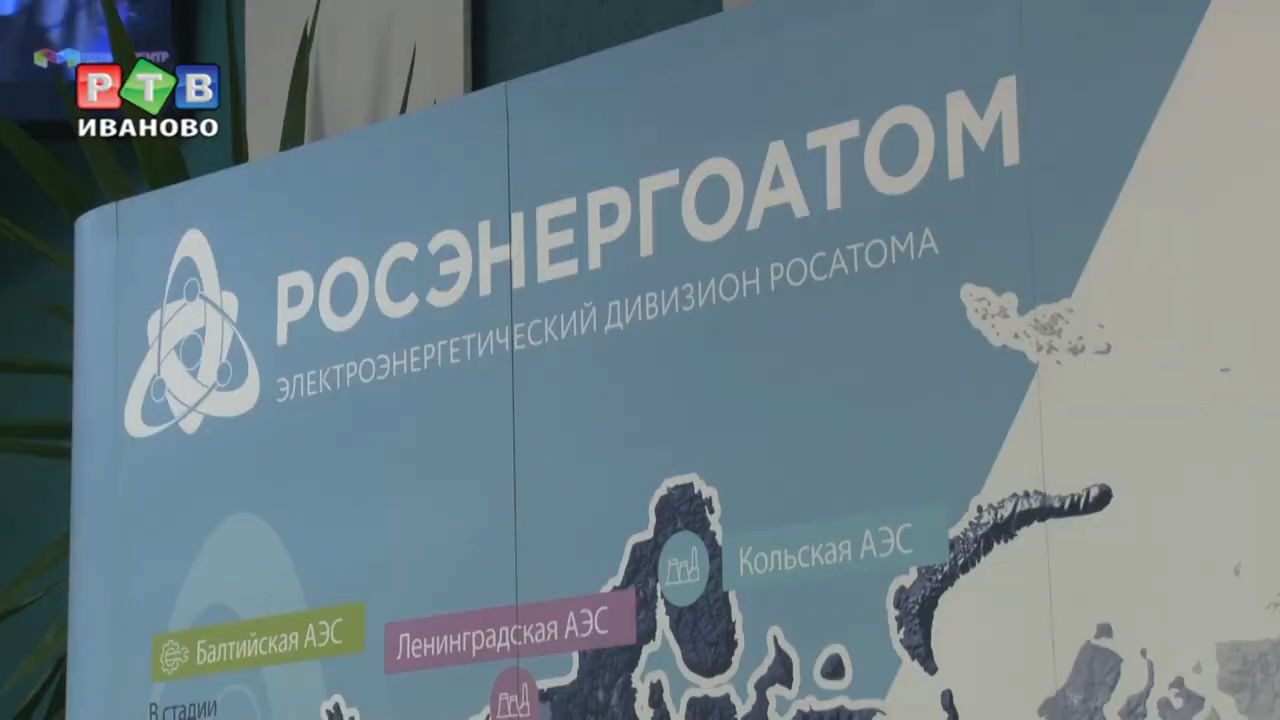 РТВ
ИВАНОВО
РОСЭНЕРГОАТОМ
ЭЛЕКТРОЭНЕРГЕТИЧЕСКИЙ ДИВИЗИОН РОСАТОМА
Кольская АЭС
Ленинградская АЭС
Балтийская АЭС
В стадии